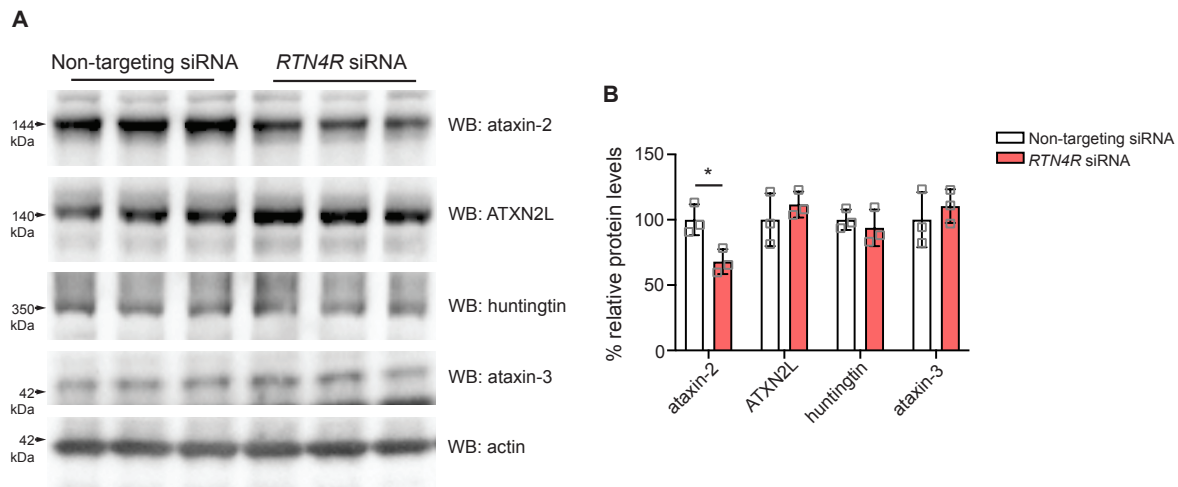 A
Non-targeting siRNA RTN4R siRNA
144
kDa
WB: ataxin-2
140
kDa
WB: ATXN2L
350
kDa
WB: huntingtin
42
kDa
WB: ataxin-3
42
kDa
WB: actin
B
Non-targeting siRNA
RTN4R siRNA
% relative protein levels
150
100
50
0
*
ataxin-2
ATXN2L
huntingtin
ataxin-3